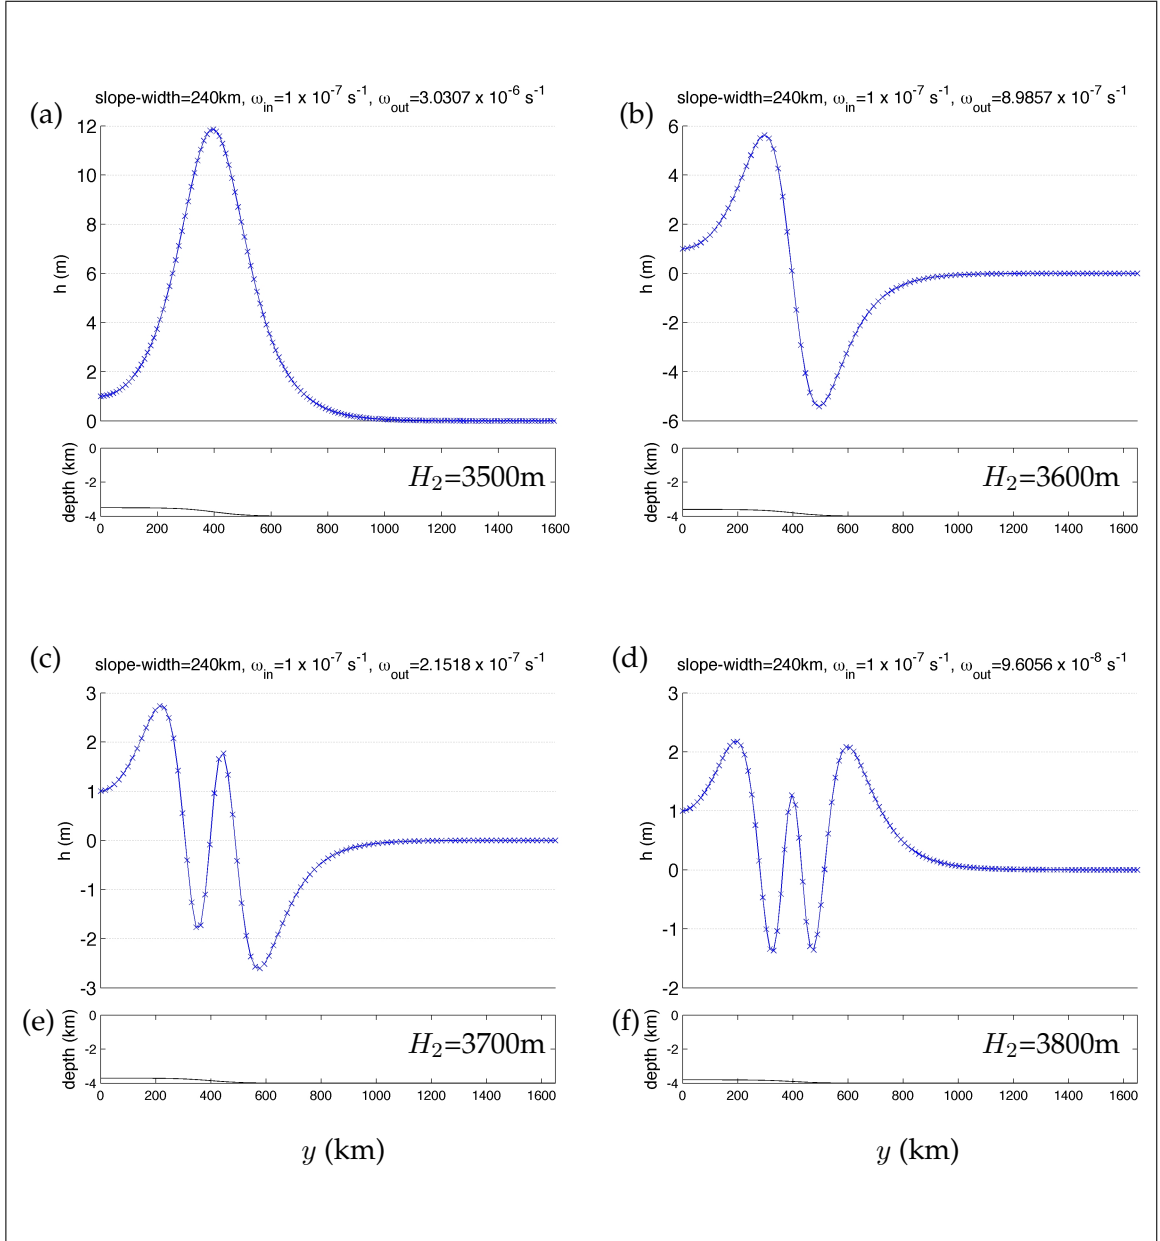 (a)
slope-width=240km, ω_in=1 x 10^-7 s^-1, ω_out=3.0307 x 10^-6 s^-1
h (m)
12
10
8
6
4
2
0
depth (km)
0
-2
-4
H_2=3500m
0 200 400 600 800 1000 1200 1400 1600
(b)
slope-width=240km, ω_in=1 x 10^-7 s^-1, ω_out=8.9857 x 10^-7 s^-1
h (m)
6
4
2
0
-2
-4
-6
depth (km)
0
-2
-4
H_2=3600m
0 200 400 600 800 1000 1200 1400 1600
(c)
slope-width=240km, ω_in=1 x 10^-7 s^-1, ω_out=2.1518 x 10^-7 s^-1
h (m)
3
2
1
0
-1
-2
-3
(e)
depth (km)
0
-2
-4
H_2=3700m
0 200 400 600 800 1000 1200 1400 1600
y (km)
(d)
slope-width=240km, ω_in=1 x 10^-7 s^-1, ω_out=9.6056 x 10^-8 s^-1
h (m)
3
2
1
0
-1
-2
(f)
depth (km)
0
-2
-4
H_2=3800m
0 200 400 600 800 1000 1200 1400 1600
y (km)